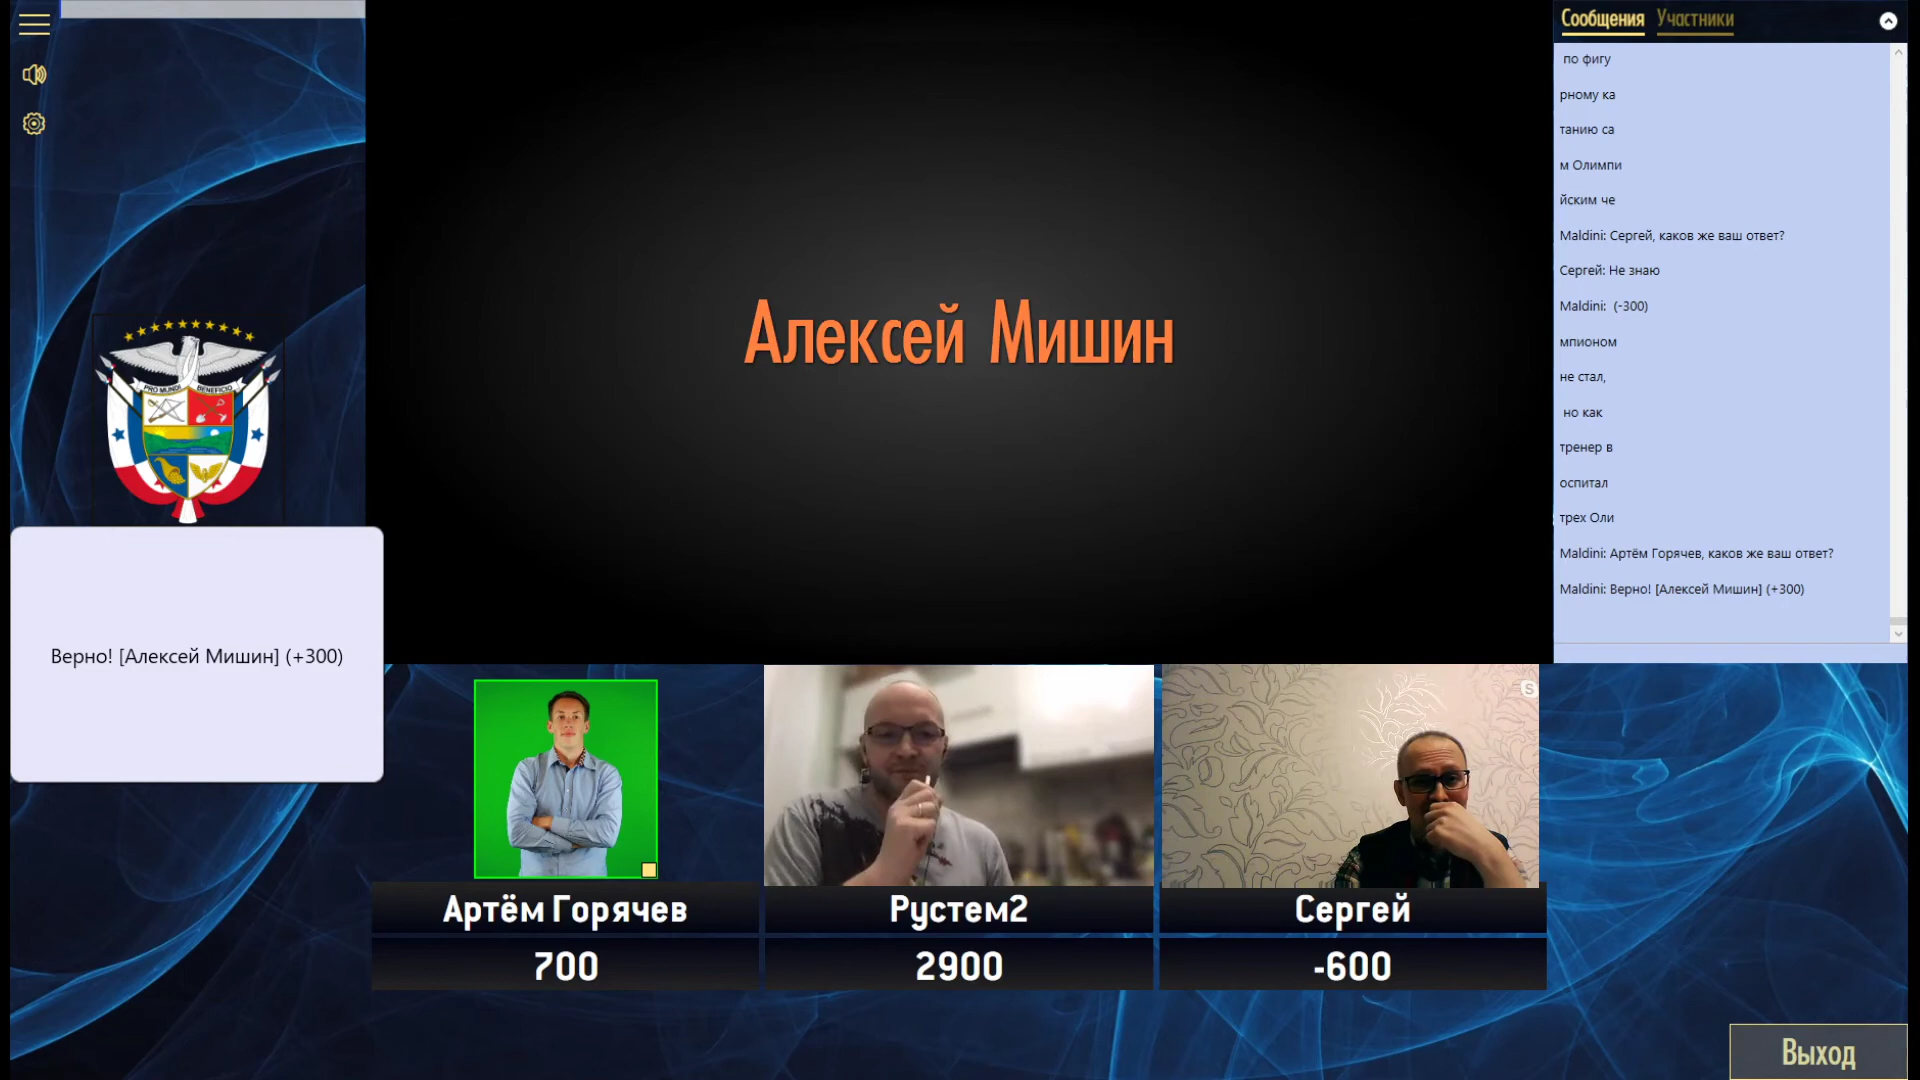 Сообщения Участники
по фигу
рному ка
танию са
м Олимпи
йским че
Maldini: Сергей, каков же ваш ответ?
Сергей: Не знаю
Maldini: (-300)
мпионом
не стал,
но как
тренер в
оспитал
трех Оли
Maldini: Артём Горячев, каков же ваш ответ?
Maldini: Верно! [Алексей Мишин] (+300)
Алексей Мишин
PRO MUNDI BENEFICIO
Верно! [Алексей Мишин] (+300)
S
Артём Горячев
700
Рустем2
2900
Сергей
-600
Выход